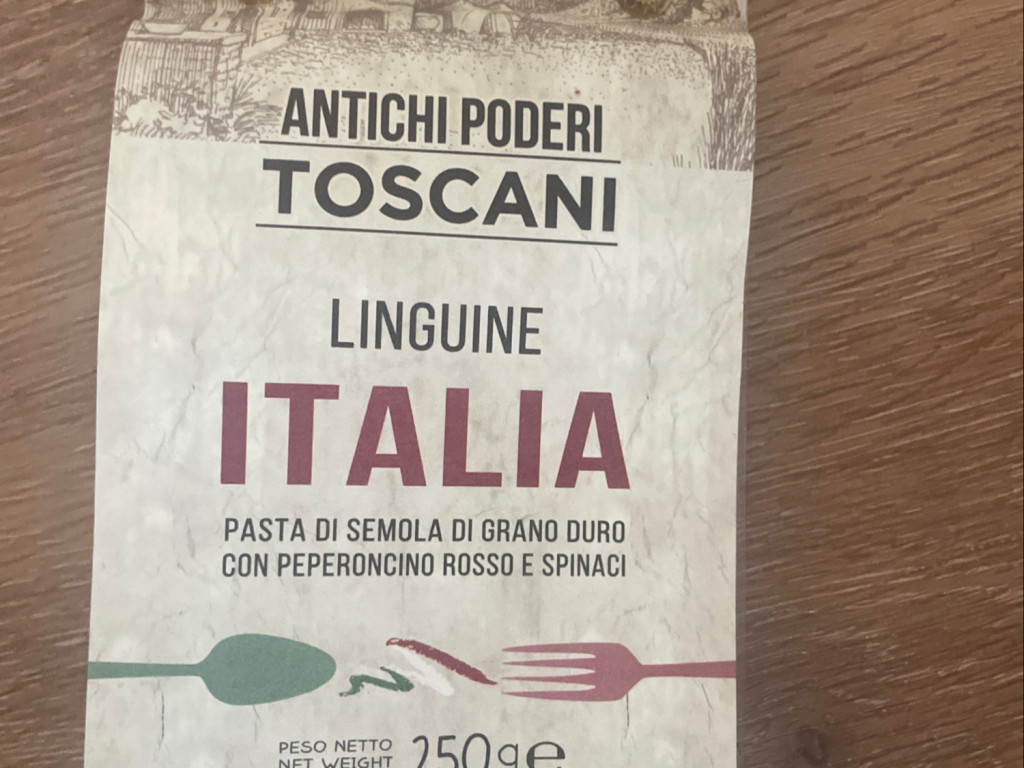 ANTICHI PODERI
TOSCANI
LINGUINE
ITALIA
PASTA DI SEMOLA DI GRANO DURO
CON PEPERONCINO ROSSO E SPINACI
PESO NETTO
NET WEIGHT 250g e